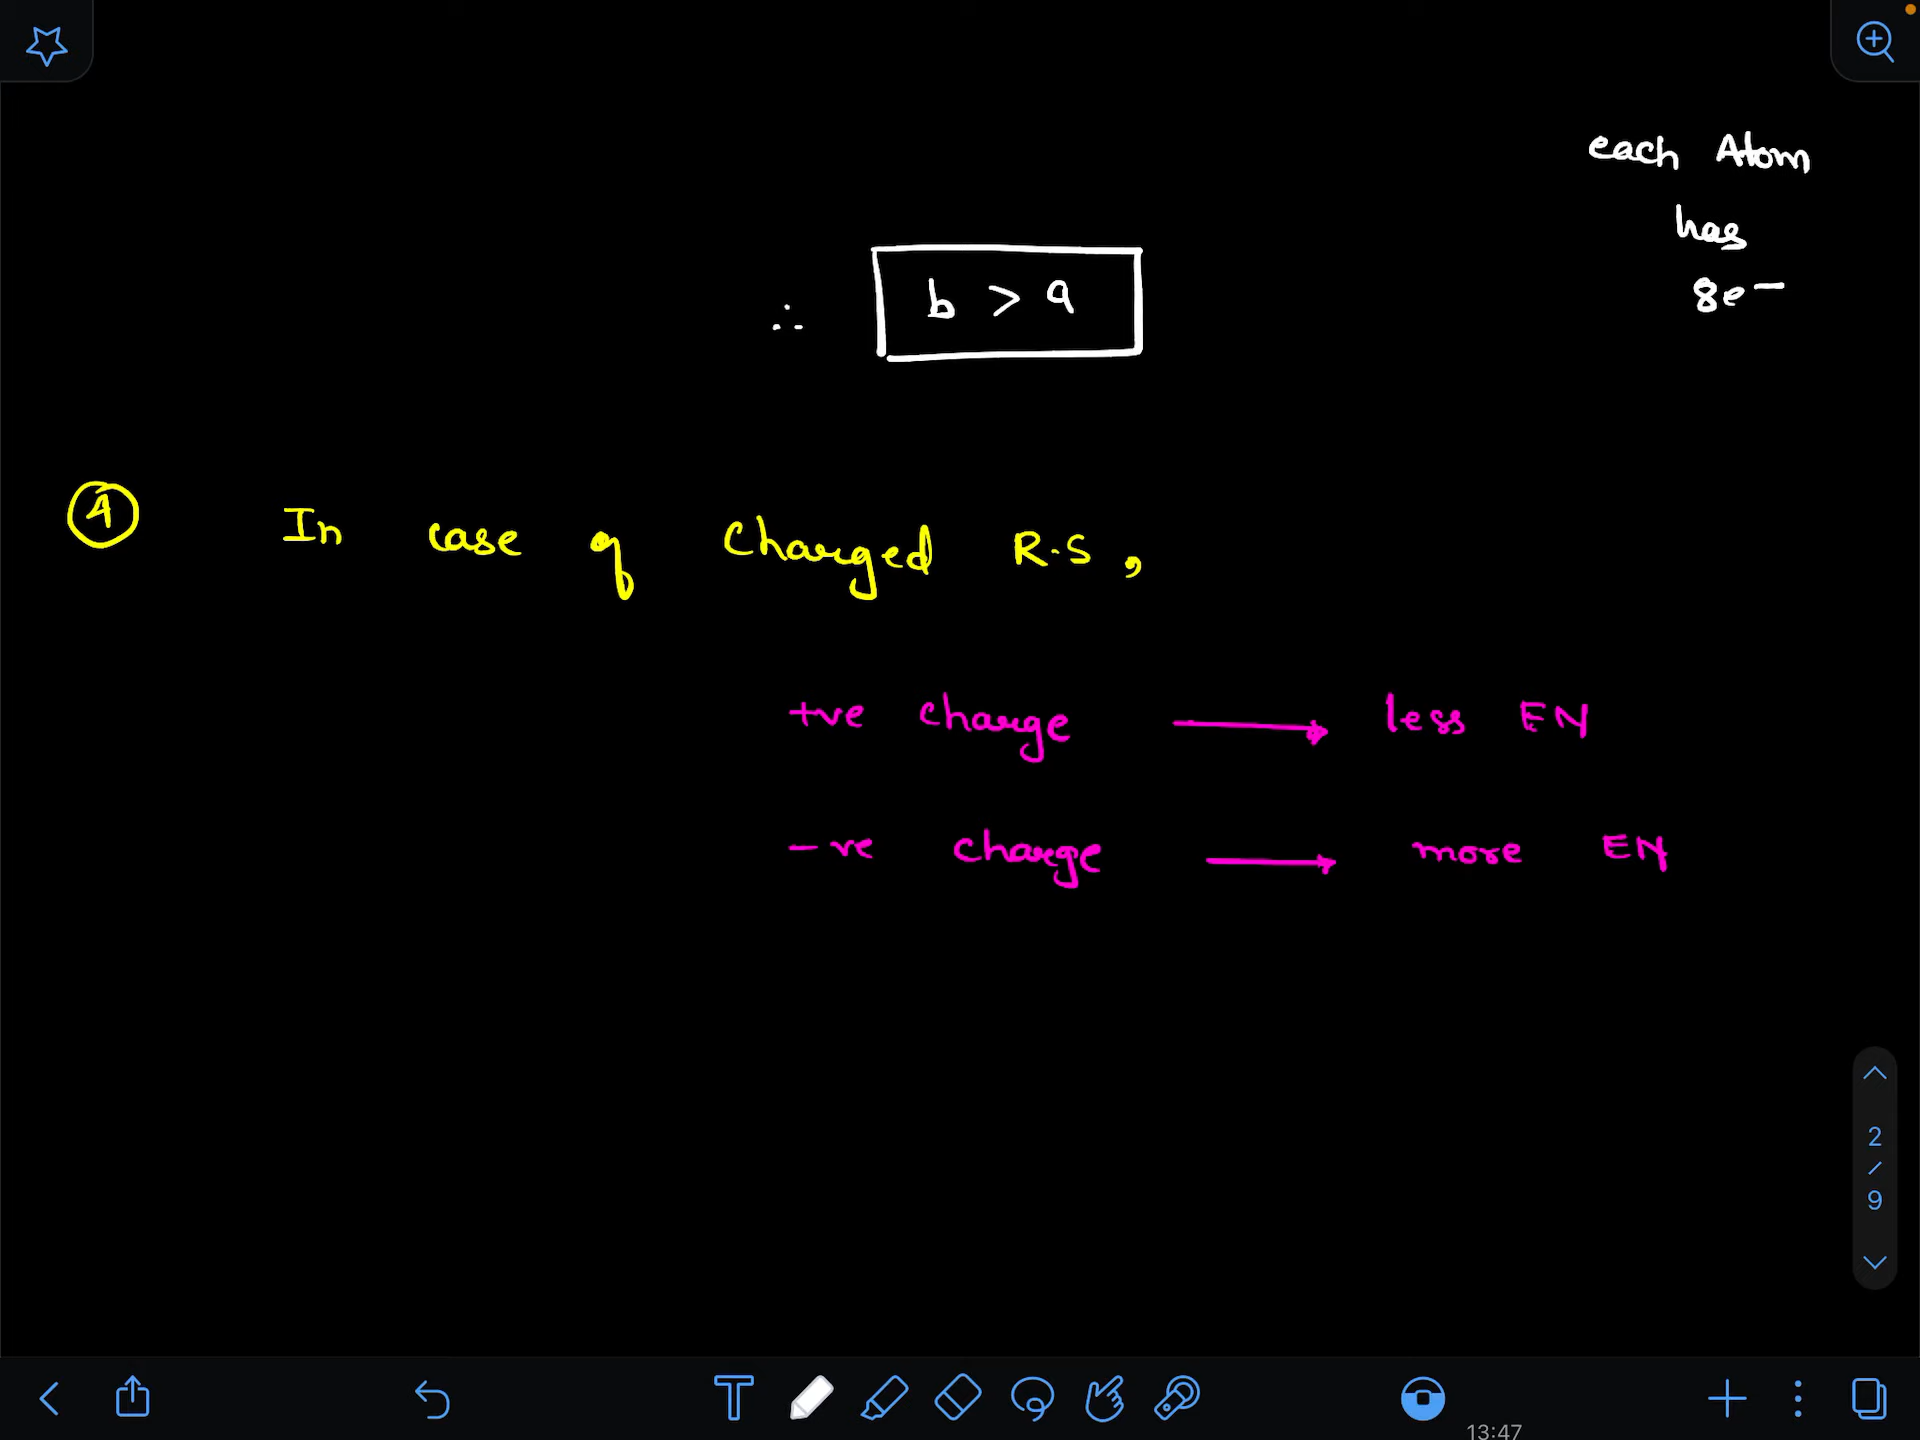 each Atom
has
8e−
∴ b > a
4 In case of Charged R.S,
+ve charge → less EN
-ve charge → more EN
2
/
9
13:47